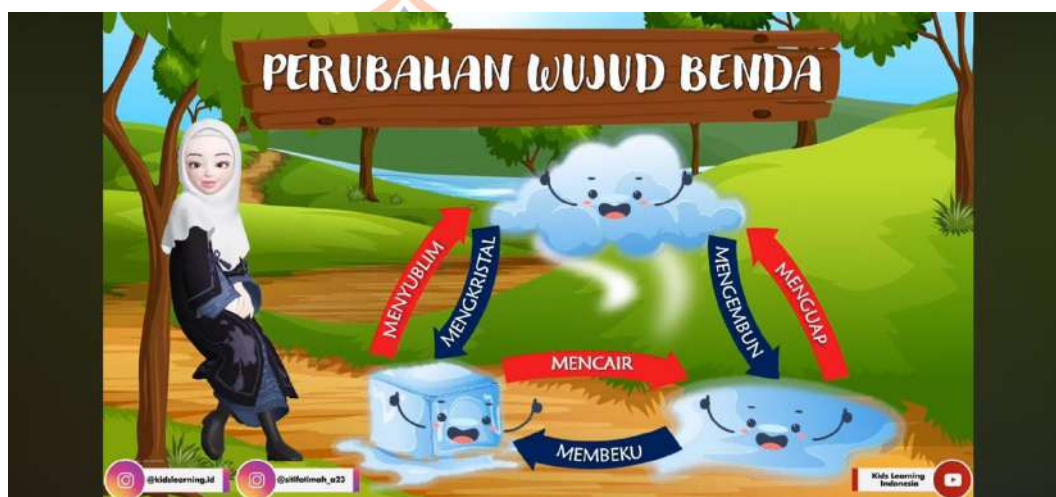 PERUBAHAN WUJUD BENDA
MENYUBLIM
MENGKRISTAL
MENGEMBUN
MENGUAP
MENCAIR
MEMBEKU
@kidslearning.id
@sitifatimah_a23
Kids Learning
Indonesia